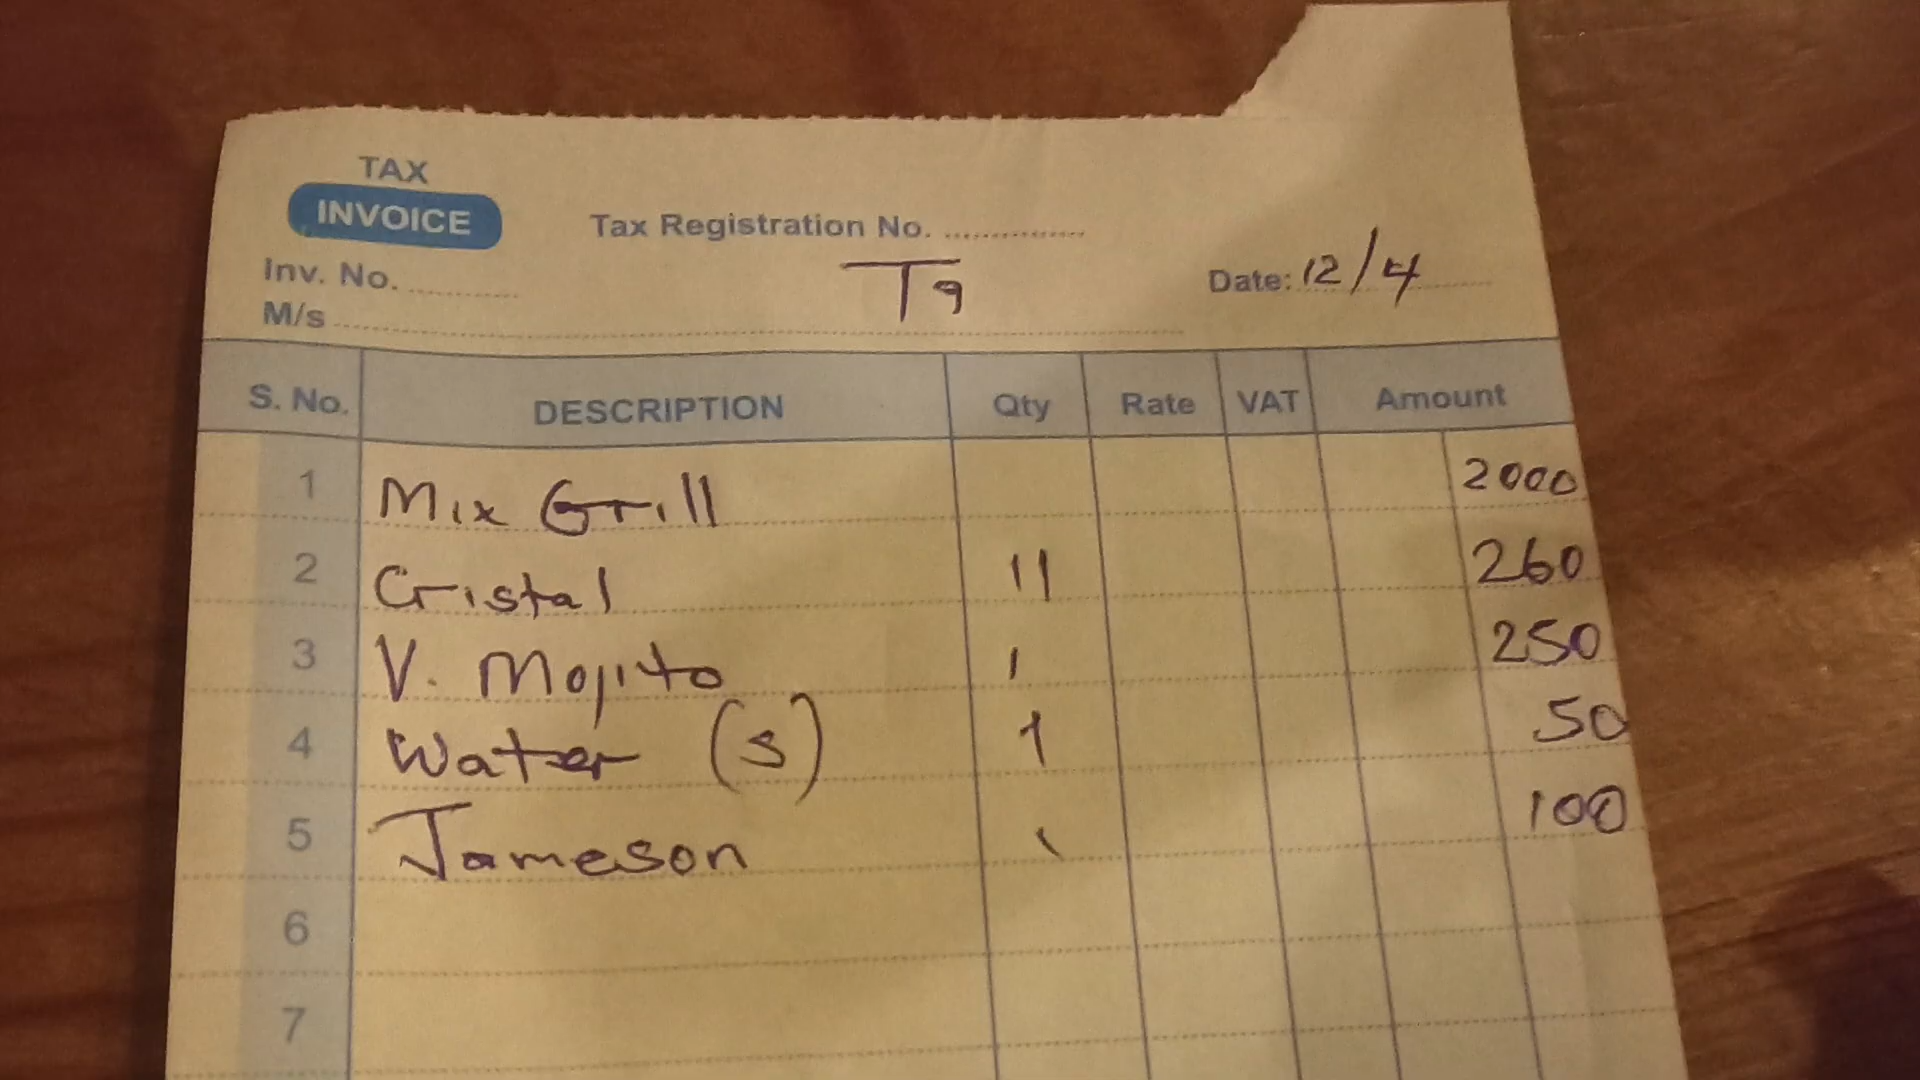 TAX
INVOICE
Tax Registration No. ...............
Inv. No. ............
T9
Date: 12/4
M/s
S. No. DESCRIPTION Qty Rate VAT Amount
1 Mix Grill 2000
2 Cristal 11 260
3 V. Mojito 1 250
4 Water (s) 1 50
5 Jameson 1 100
6
7